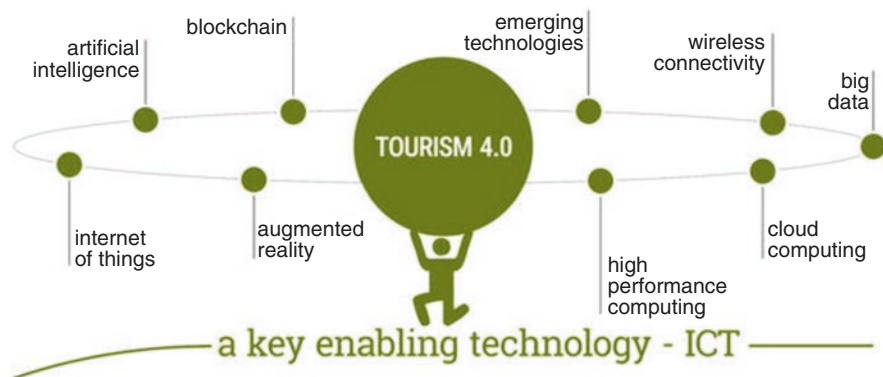 artificial
intelligence
blockchain
emerging
technologies
wireless
connectivity
big
data
TOURISM 4.0
internet
of things
augmented
reality
high
performance
computing
cloud
computing
a key enabling technology - ICT